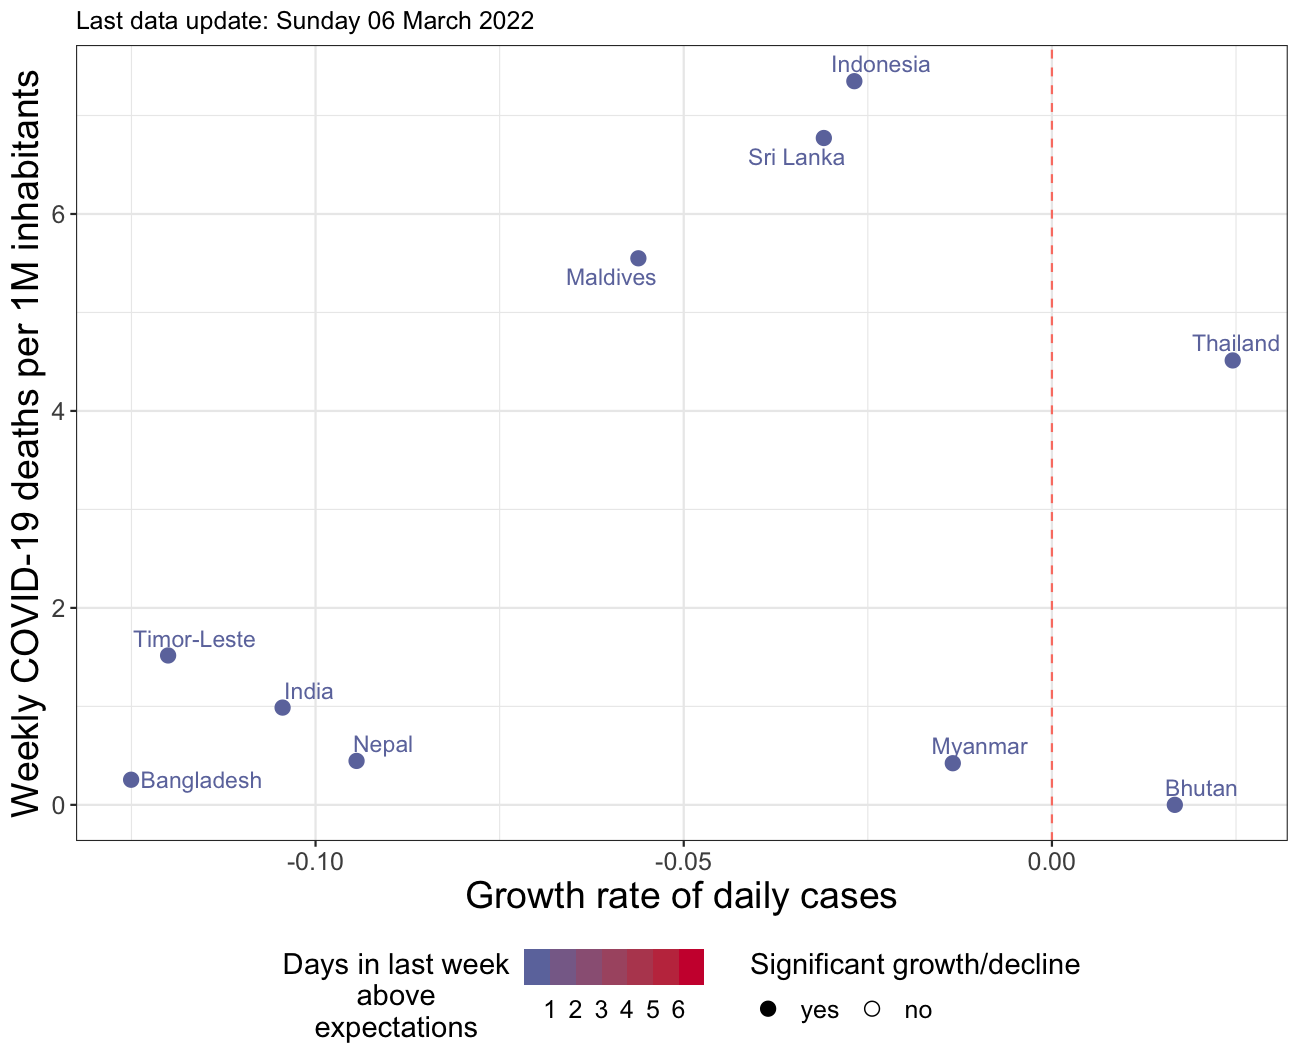 Last data update: Sunday 06 March 2022
Weekly COVID-19 deaths per 1M inhabitants
Indonesia
Sri Lanka
6
Maldives
Thailand
4
2
Timor-Leste
India
Nepal
Myanmar
Bangladesh
Bhutan
0
-0.10 -0.05 0.00
Growth rate of daily cases
Days in last week
above
expectations
1 2 3 4 5 6
Significant growth/decline
yes no